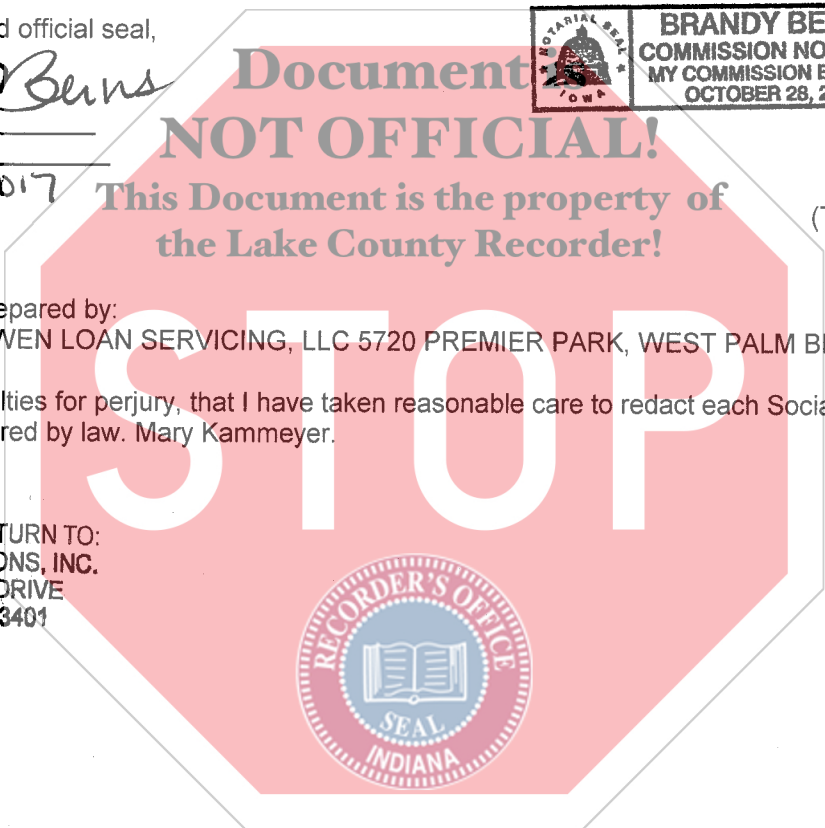 d official seal,
Berns
NOTARIAL SEAL
IOWA
BRANDY BE
COMMISSION NO
MY COMMISSION E
OCTOBER 28, 2
Document is
NOT OFFICIAL!
017
This Document is the property of
the Lake County Recorder!
(T
epared by:
WEN LOAN SERVICING, LLC 5720 PREMIER PARK, WEST PALM BE
lties for perjury, that I have taken reasonable care to redact each Socia
red by law. Mary Kammeyer.
STOP
TURN TO:
ONS, INC.
DRIVE
3401
RECORDER'S OFFICE
SEAL
INDIANA